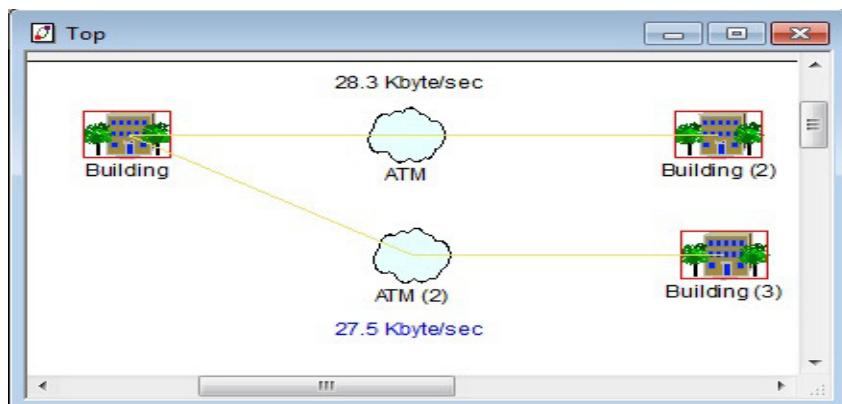 Top
28.3 Kbyte/sec
Building
ATM
Building (2)
ATM (2)
Building (3)
27.5 Kbyte/sec